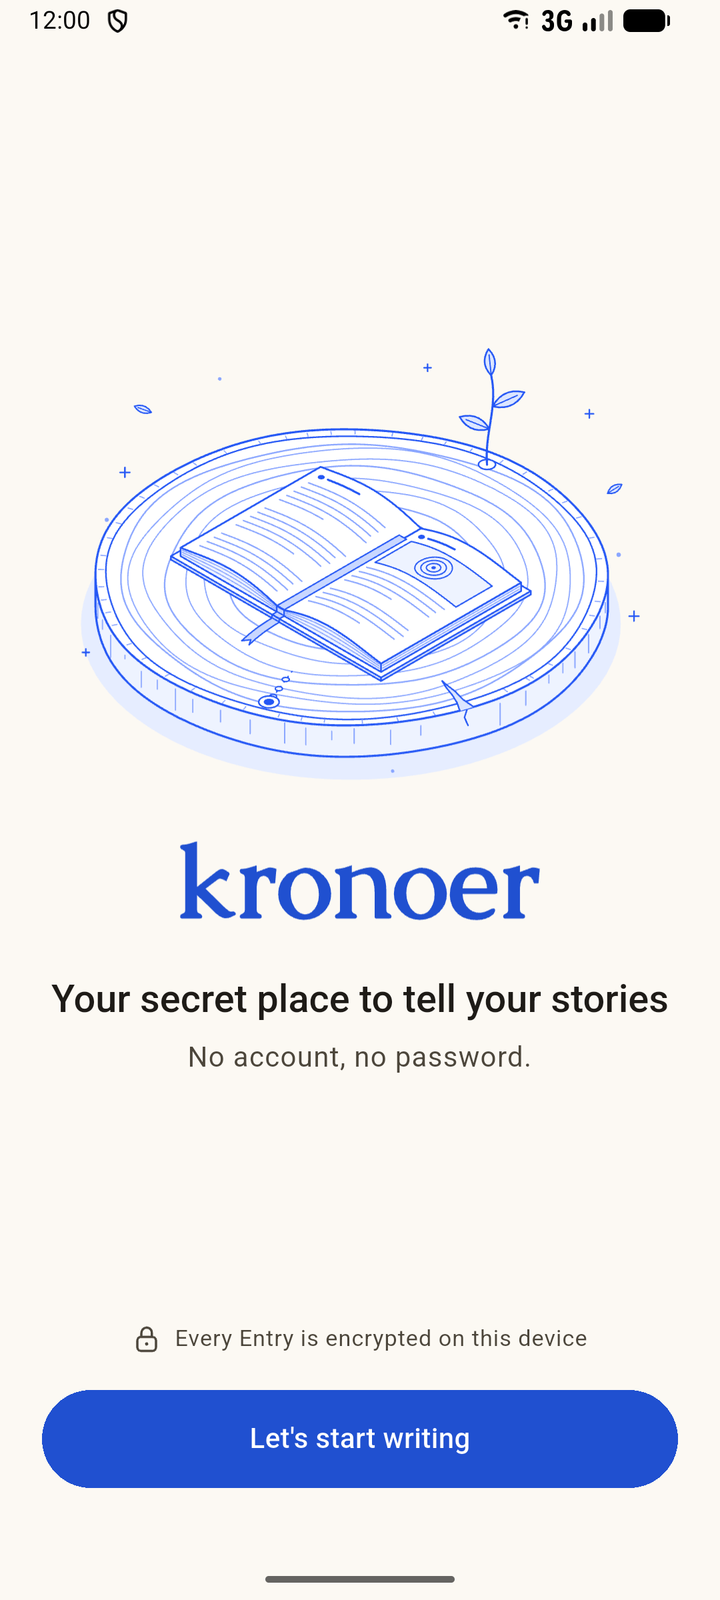 12:00
3G
kronoer
Your secret place to tell your stories
No account, no password.
Every Entry is encrypted on this device
Let's start writing